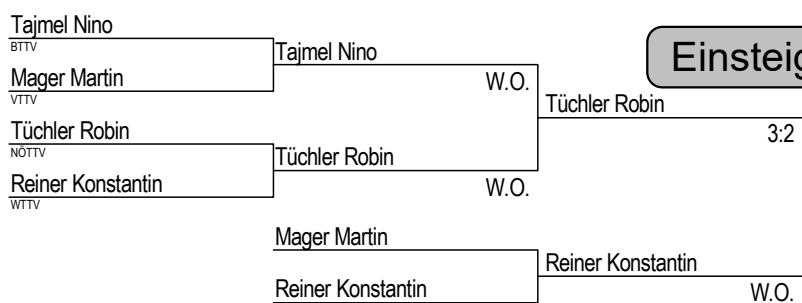 Tajmel Nino
BTTV
Tajmel Nino
Einsteig
Mager Martin
W.O.
VTTV
Tüchler Robin
Tüchler Robin
3:2
NÖTTV
Tüchler Robin
Reiner Konstantin
W.O.
WTTV
Mager Martin
Reiner Konstantin
Reiner Konstantin
W.O.